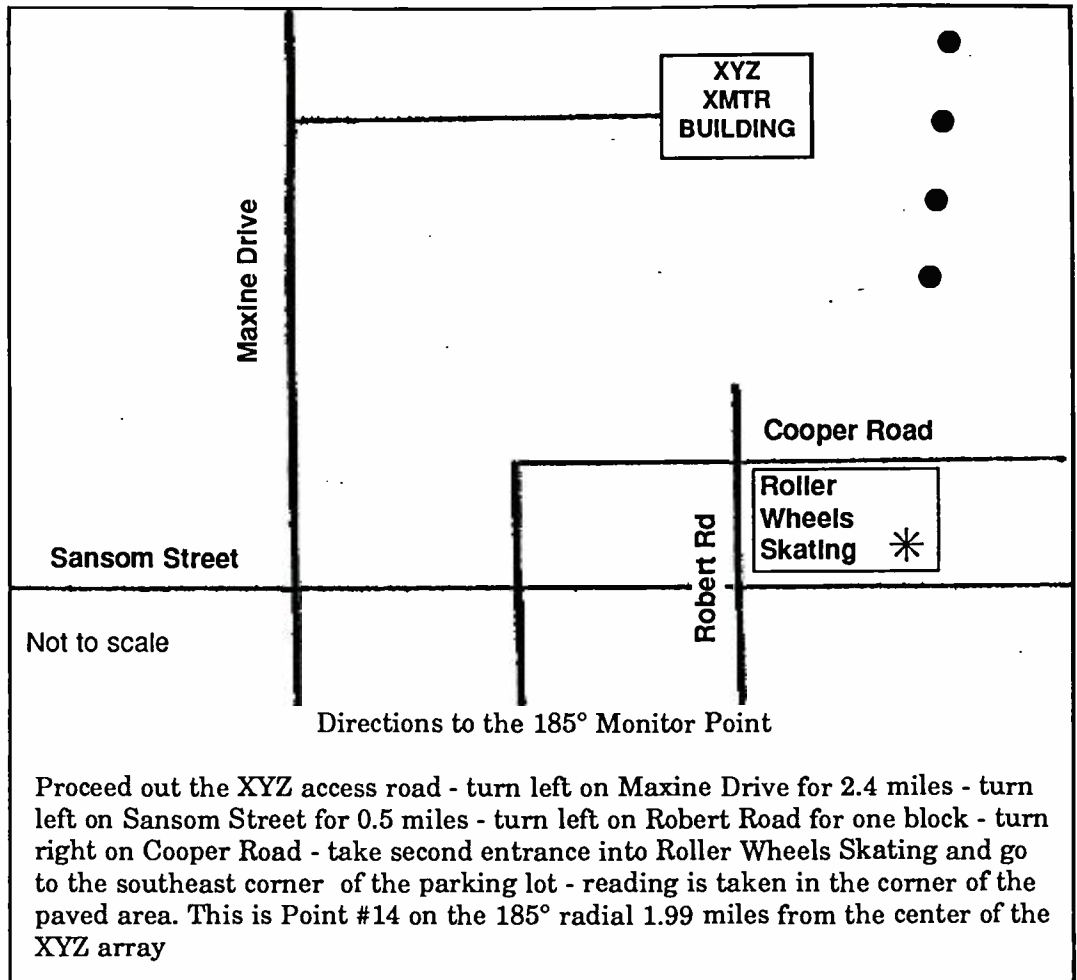 XYZ
XMTR
BUILDING
Maxine Drive
Cooper Road
Roller
Wheels
Skating
Robert Rd
Sansom Street
Not to scale
Directions to the 185° Monitor Point
Proceed out the XYZ access road - turn left on Maxine Drive for 2.4 miles - turn
left on Sansom Street for 0.5 miles - turn left on Robert Road for one block - turn
right on Cooper Road - take second entrance into Roller Wheels Skating and go
to the southeast corner of the parking lot - reading is taken in the corner of the
paved area. This is Point #14 on the 185° radial 1.99 miles from the center of the
XYZ array